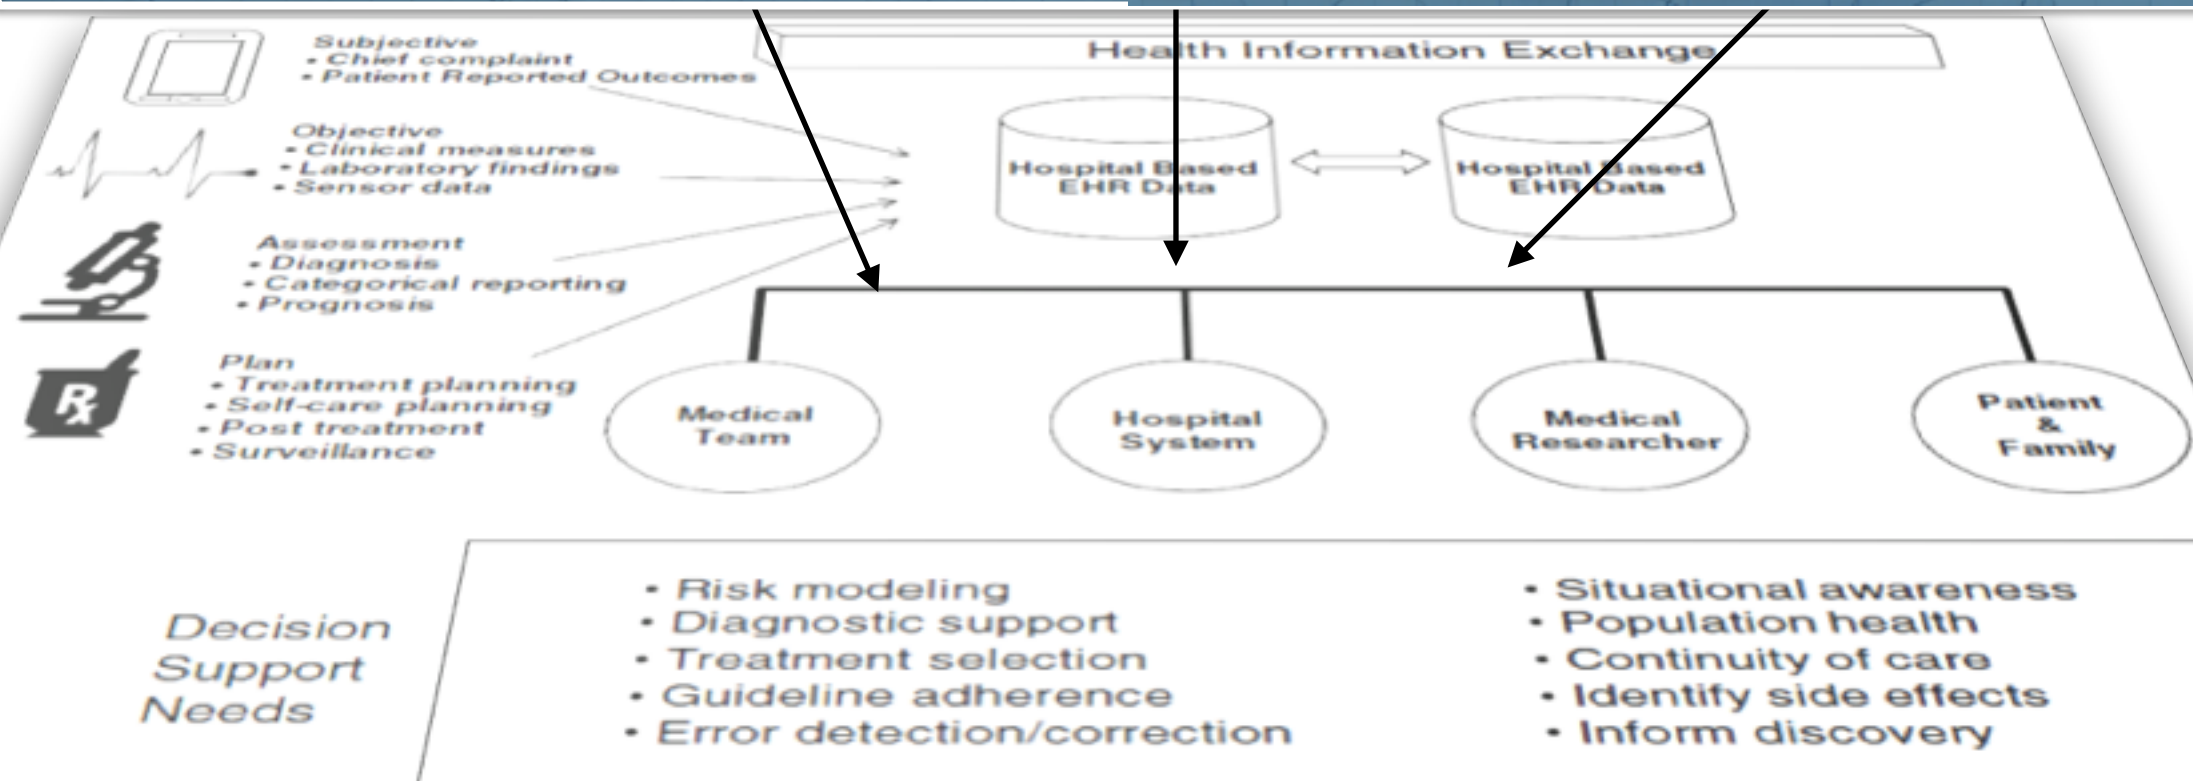 Subjective
• Chief complaint
• Patient Reported Outcomes
Objective
• Clinical measures
• Laboratory findings
• Sensor data
Assessment
• Diagnosis
• Categorical reporting
• Prognosis
Plan
• Treatment planning
• Self-care planning
• Post treatment
• Surveillance
Rx
Health Information Exchange
Hospital Based
EHR Data
Hospital Based
EHR Data
Medical
Team
Hospital
System
Medical
Researcher
Patient
&
Family
Decision
Support
Needs
• Risk modeling
• Diagnostic support
• Treatment selection
• Guideline adherence
• Error detection/correction
• Situational awareness
• Population health
• Continuity of care
• Identify side effects
• Inform discovery